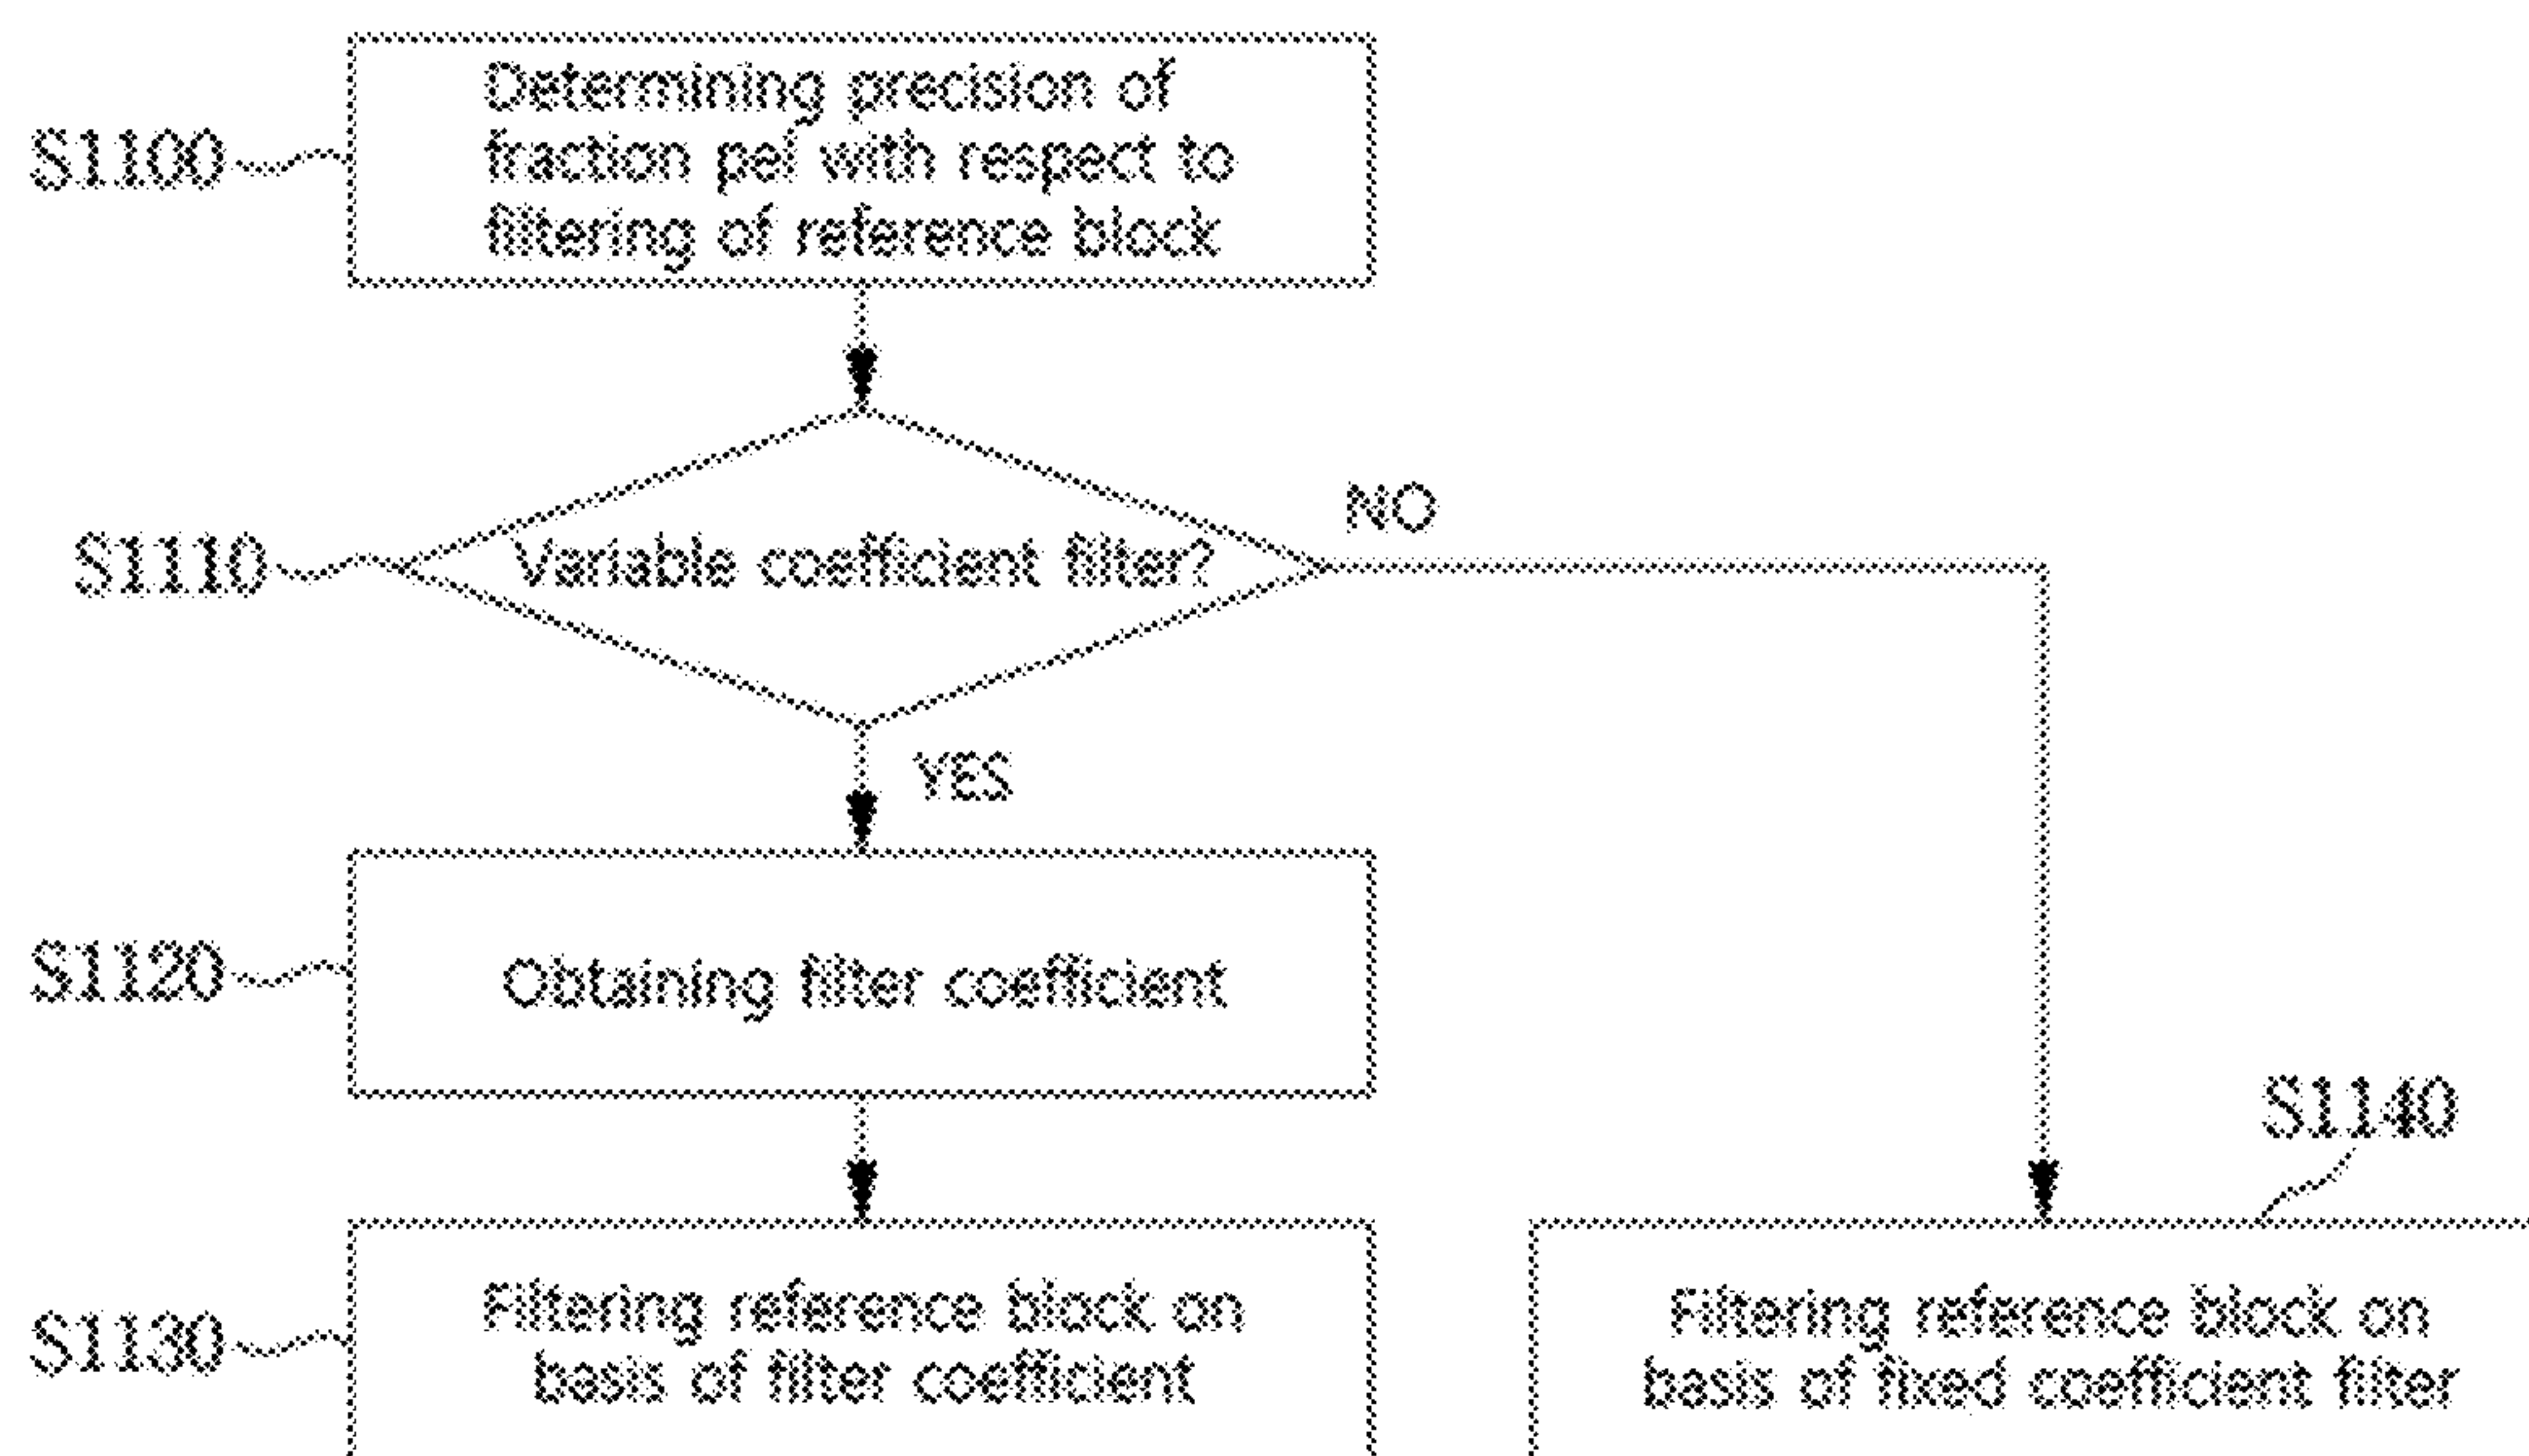 S1100
Determining precision of
fraction pel with respect to
filtering of reference block
S1110
Variable coefficient filter?
NO
YES
S1120
Obtaining filter coefficient
S1140
S1130
Filtering reference block on
basis of filter coefficient
Filtering reference block on
basis of fixed coefficient filter